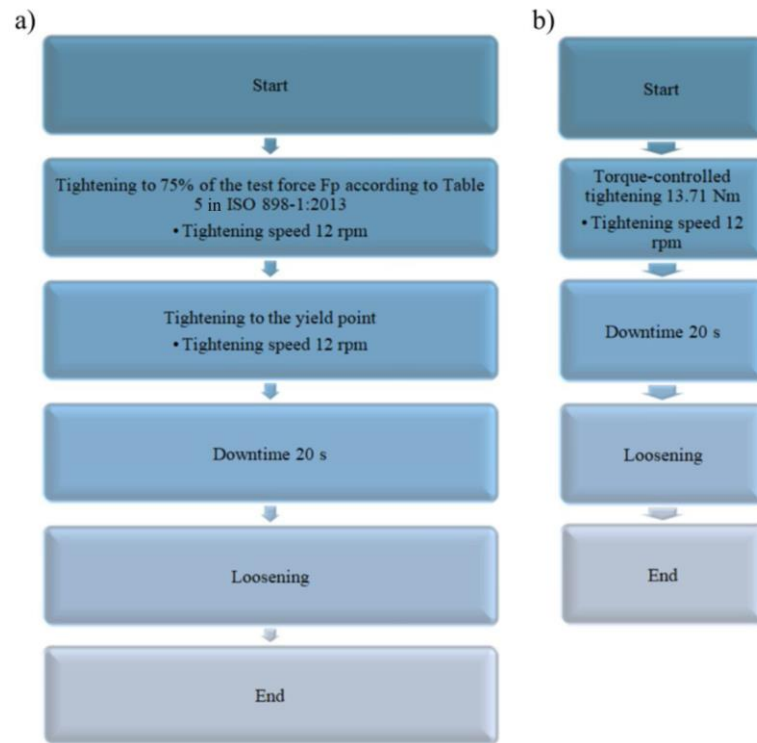 a)
Start
Tightening to 75% of the test force Fp according to Table
5 in ISO 898-1:2013
• Tightening speed 12 rpm
Tightening to the yield point
• Tightening speed 12 rpm
Downtime 20 s
Loosening
End
b)
Start
Torque-controlled
tightening 13.71 Nm
• Tightening speed 12
rpm
Downtime 20 s
Loosening
End